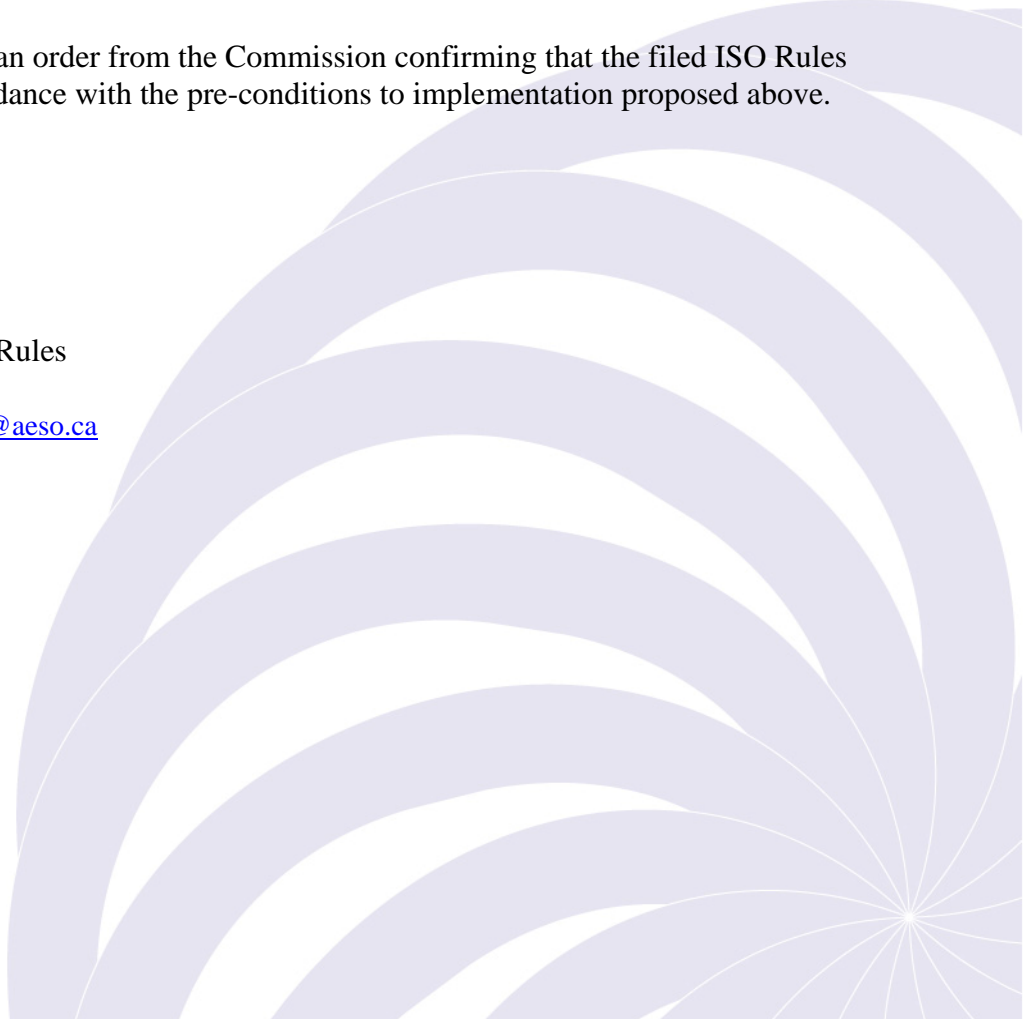 an order from the Commission confirming that the filed ISO Rules
dance with the pre-conditions to implementation proposed above.
Rules
@aeso.ca